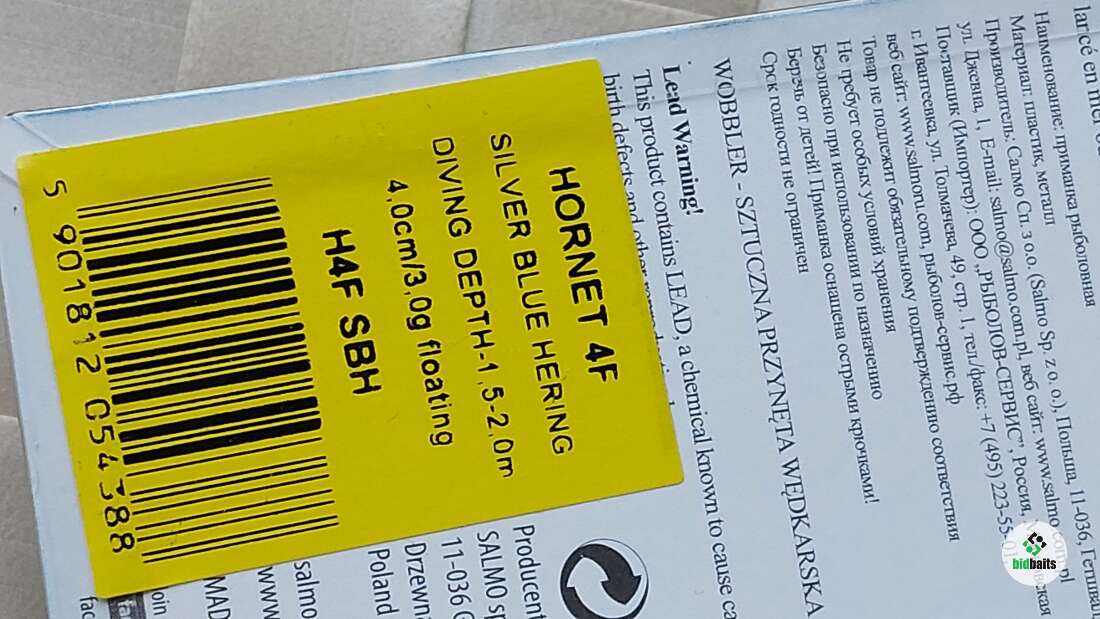 HORNET 4F
SILVER BLUE HERING
DIVING DEPTH-1,5-2,0m
4,0cm/3,0g floating
H4F SBH
5 901812 054388
Наименование: приманка рыболовная
Материал: пластик, металл
Производитель: Салмо Сп. з о.о. (Salmo Sp. z o. o.), Польша, 11-036, Гетшвалд,
ул. Джевна, 1, E-mail: salmo@salmo.com.pl, веб сайт: www.salmo.com.pl
Поставщик (Импортер): ООО „РЫБОЛОВ-СЕРВИС”, Россия,
г. Ивантеевка, ул. Толмачева, 49, стр. 1, тел./факс: +7 (495) 223-55-
веб сайт: www.salmoru.com, рыболов-сервис.рф
Товар не подлежит обязательному подтверждению соответствия
Не требует особых условий хранения
Безопасно при использовании по назначению
Беречь от детей! Приманка оснащена острыми крючками!
Срок годности не ограничен
WOBBLER - SZTUCZNA PRZYNĘTA WĘDKARSKA
Lead Warning!
This product contains LEAD, a chemical known to cause
birth defects and other
Producent
SALMO sp
11-036 G
Drzewn
Poland
salmo
www
MAD
oin
fac
bidbaits